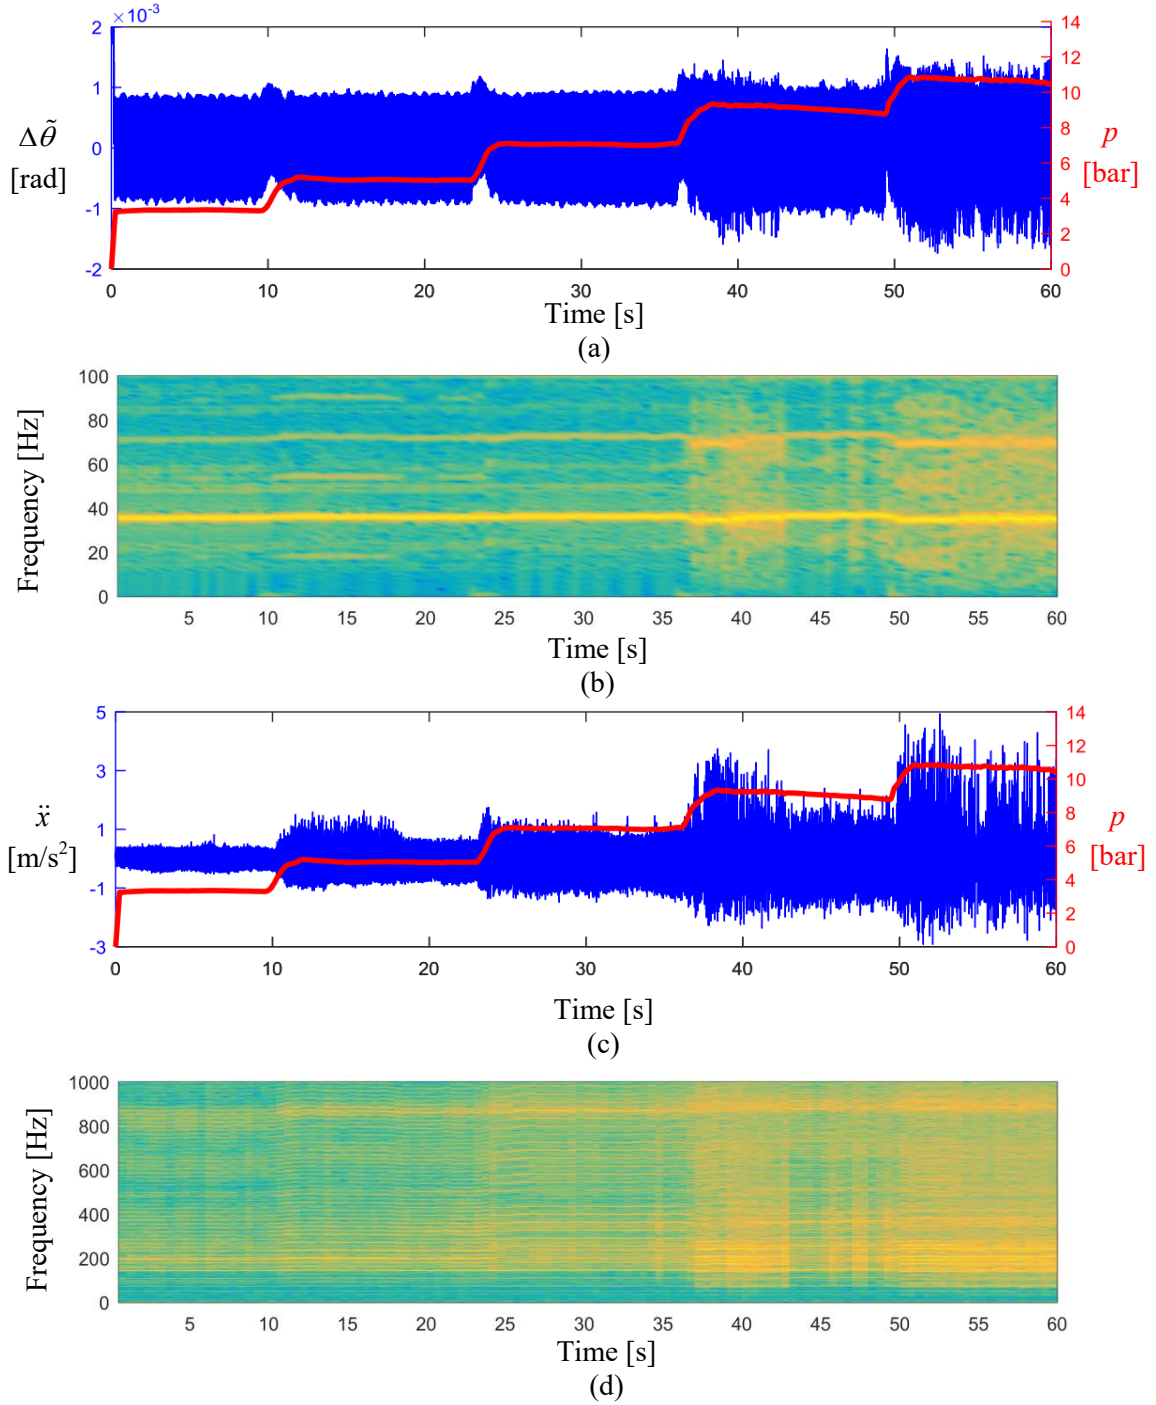 ×10⁻³
2
1
0
-1
-2
Δθ̃
[rad]
14
12
10
8
6
4
2
0
p
[bar]
0 10 20 30 40 50 60
Time [s]
(a)
100
80
60
40
20
0
Frequency [Hz]
5 10 15 20 25 30 35 40 45 50 55 60
Time [s]
(b)
5
3
1
-1
-3
ẍ
[m/s²]
14
12
10
8
6
4
2
0
p
[bar]
0 10 20 30 40 50 60
Time [s]
(c)
1000
800
600
400
200
0
Frequency [Hz]
5 10 15 20 25 30 35 40 45 50 55 60
Time [s]
(d)